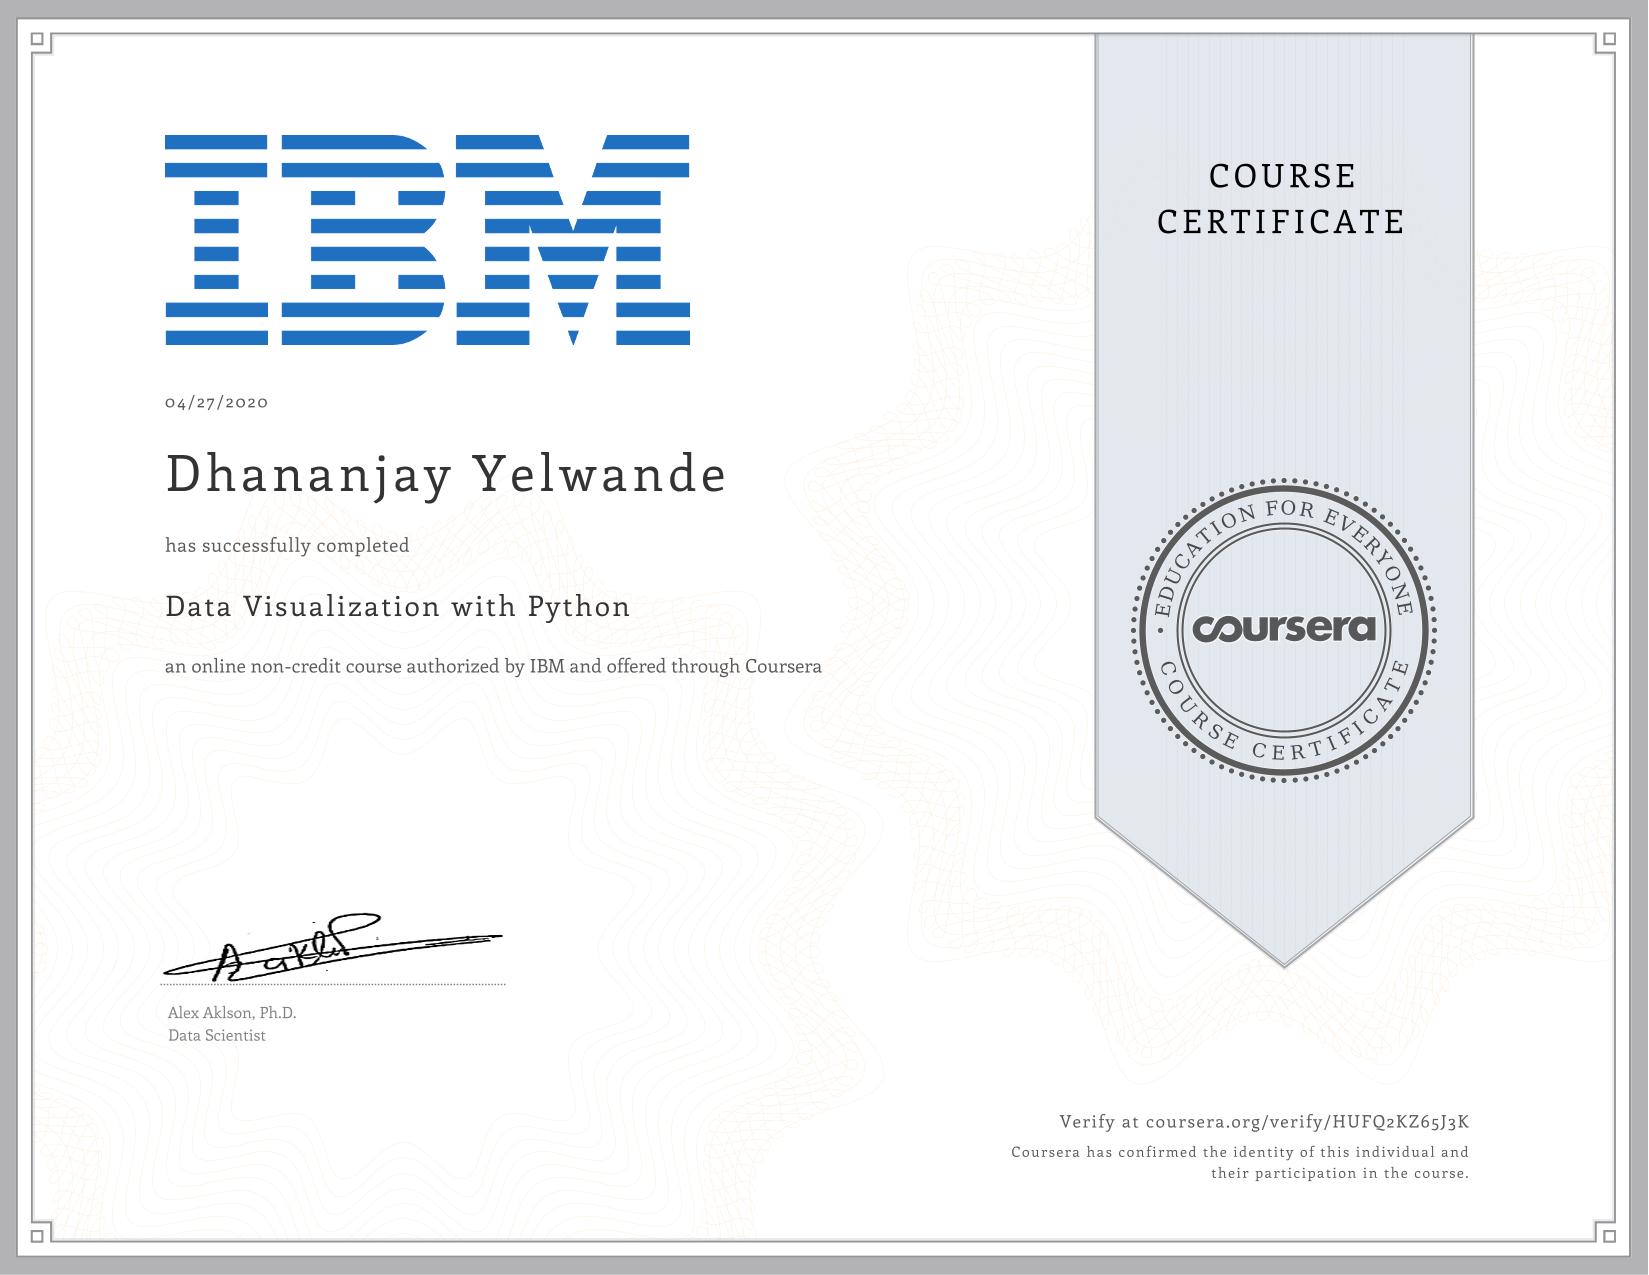 IBM
04/27/2020
Dhananjay Yelwande
has successfully completed
Data Visualization with Python
an online non-credit course authorized by IBM and offered through Coursera
Alex Aklson, Ph.D.
Data Scientist
COURSE
CERTIFICATE
EDUCATION FOR EVERYONE
coursera
COURSE CERTIFICATE
Verify at coursera.org/verify/HUFQ2KZ65J3K
Coursera has confirmed the identity of this individual and
their participation in the course.